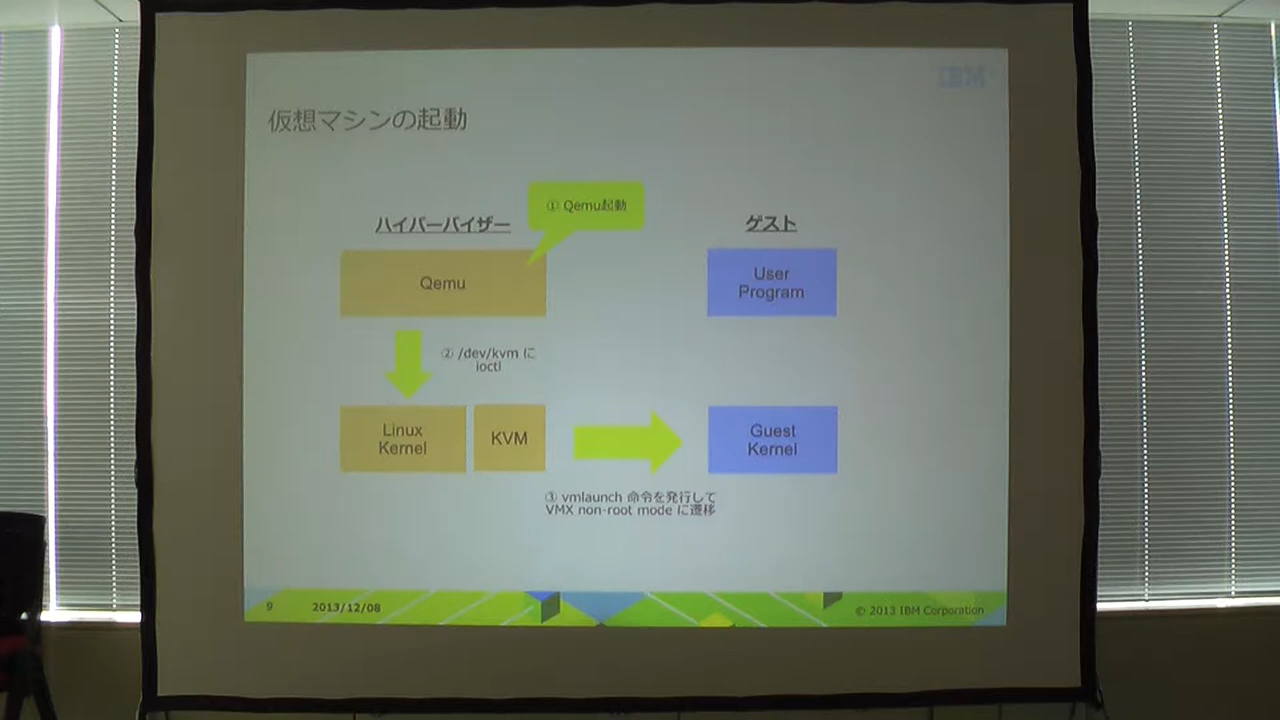 IBM
仮想マシンの起動
① Qemu起動
ハイパーバイザー
ゲスト
Qemu
User
Program
② /dev/kvm に
ioctl
Linux
Kernel
KVM
Guest
Kernel
③ vmlaunch 命令を発行して
VMX non-root mode に遷移
9
2013/12/08
© 2013 IBM Corporation